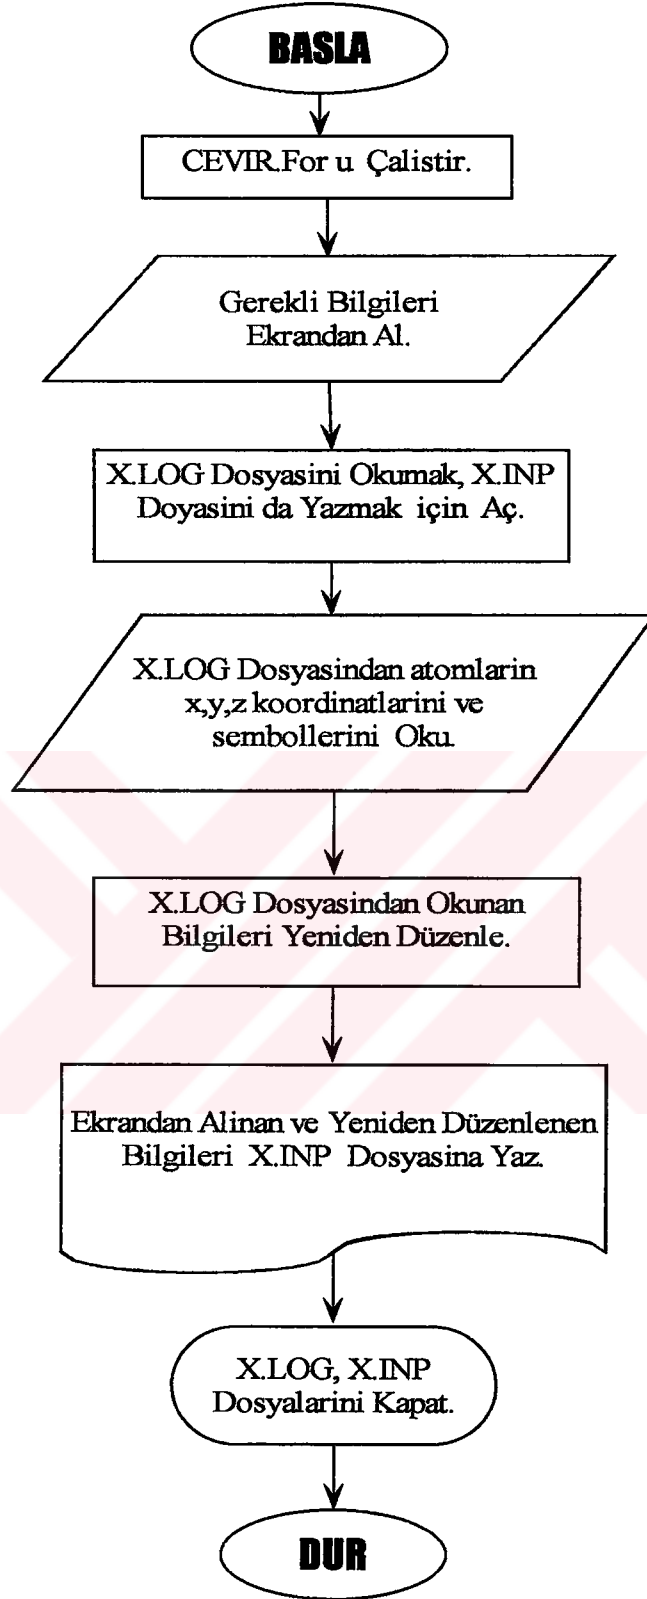 BASLA
CEVIR.For u Çalistir.
Gerekli Bilgileri
Ekrandan Al.
X.LOG Dosyasini Okumak, X.INP
Doyasini da Yazmak için Aç.
X.LOG Dosyasindan atomlarin
x,y,z koordinatlarini ve
sembollerini Oku
X.LOG Dosyasindan Okunan
Bilgileri Yeniden Düzenle.
Ekrandan Alinan ve Yeniden Düzenlenen
Bilgileri X.INP Dosyasina Yaz.
X.LOG, X.INP
Dosyalarini Kapat.
DUR